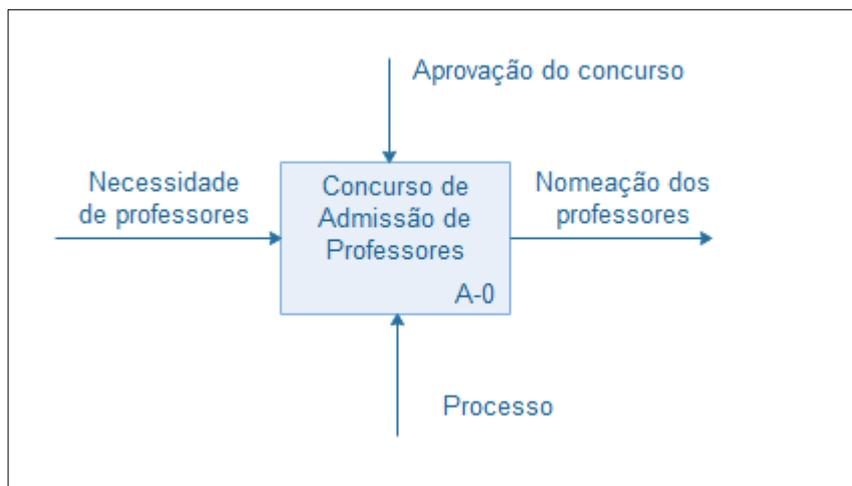 Aprovação do concurso
Necessidade
de professores
Concurso de
Admissão de
Professores
A-0
Nomeação dos
professores
Processo